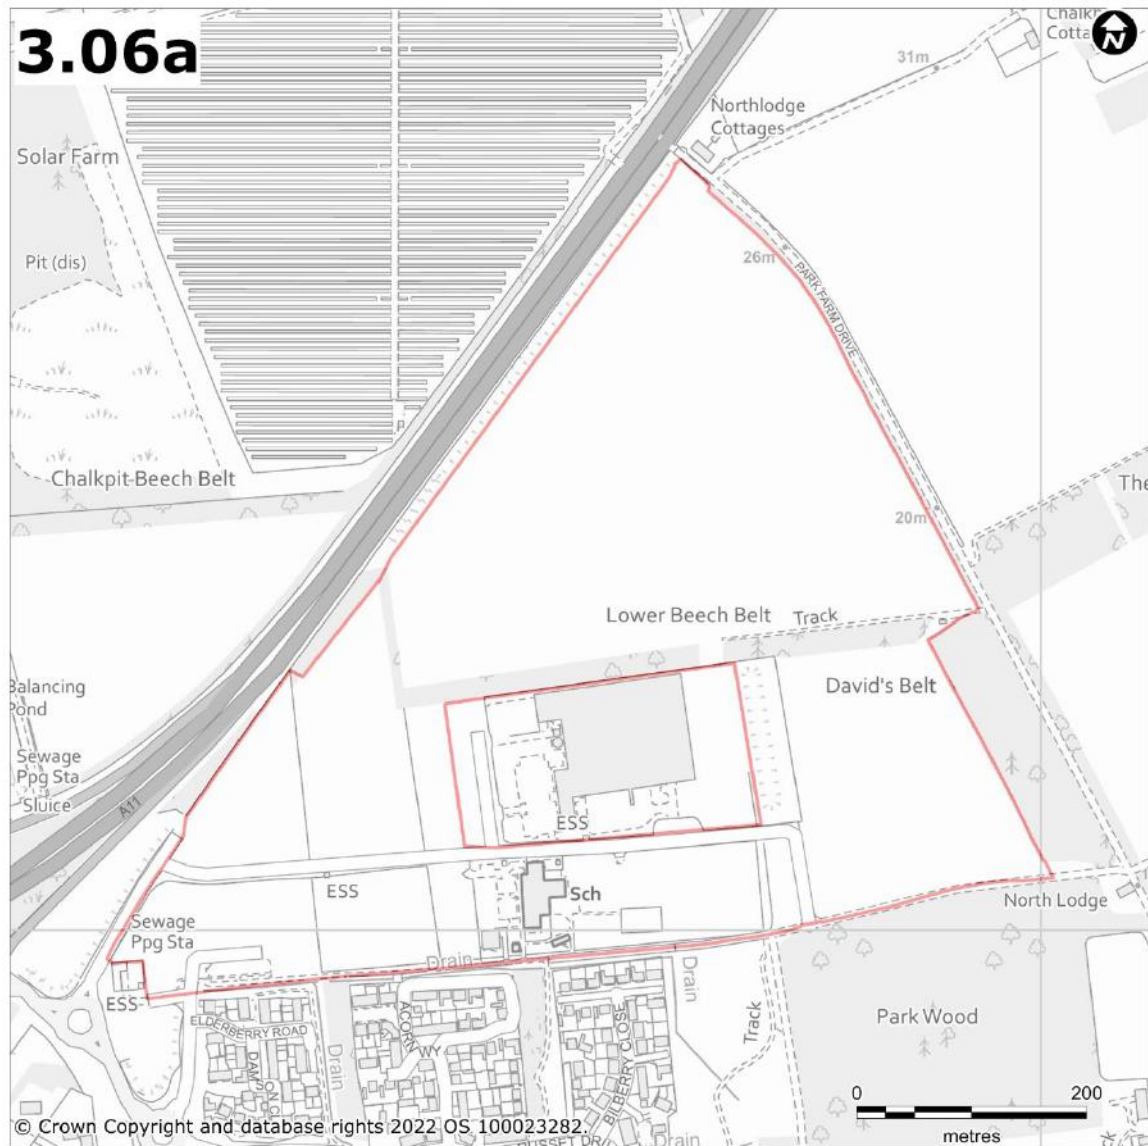 3.06a
N
31m
Northlodge
Cottages
Solar Farm
Pit (dis)
26m
PARK FARM DRIVE
Chalkpit Beech Belt
20m
Lower Beech Belt
Track
David's Belt
Balancing
Pond
Sewage
Ppg Sta
Sluice
A11
ESS
ESS
Sch
North Lodge
Sewage
Ppg Sta
Drain
ESS
Drain
ELDERBERRY ROAD
ACORN
WY
BILBERRY CLOSE
Track
Park Wood
Drain
Drain
0
200
metres
© Crown Copyright and database rights 2022 OS 100023282.